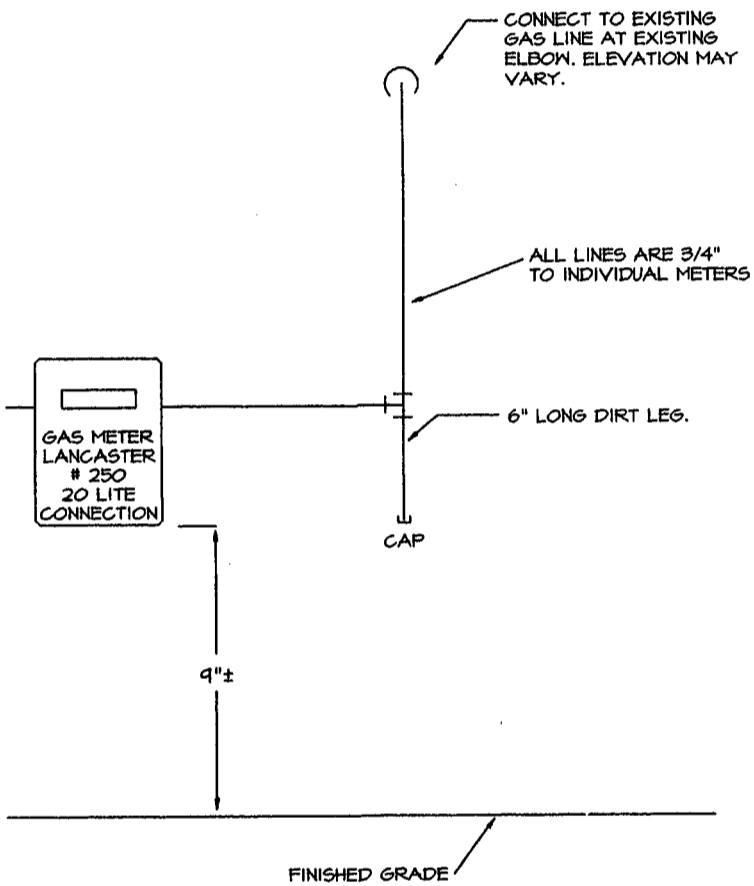 CONNECT TO EXISTING
GAS LINE AT EXISTING
ELBOW. ELEVATION MAY
VARY.
ALL LINES ARE 3/4"
TO INDIVIDUAL METERS
GAS METER
LANCASTER
# 250
20 LITE
CONNECTION
6" LONG DIRT LEG.
CAP
9"±
FINISHED GRADE